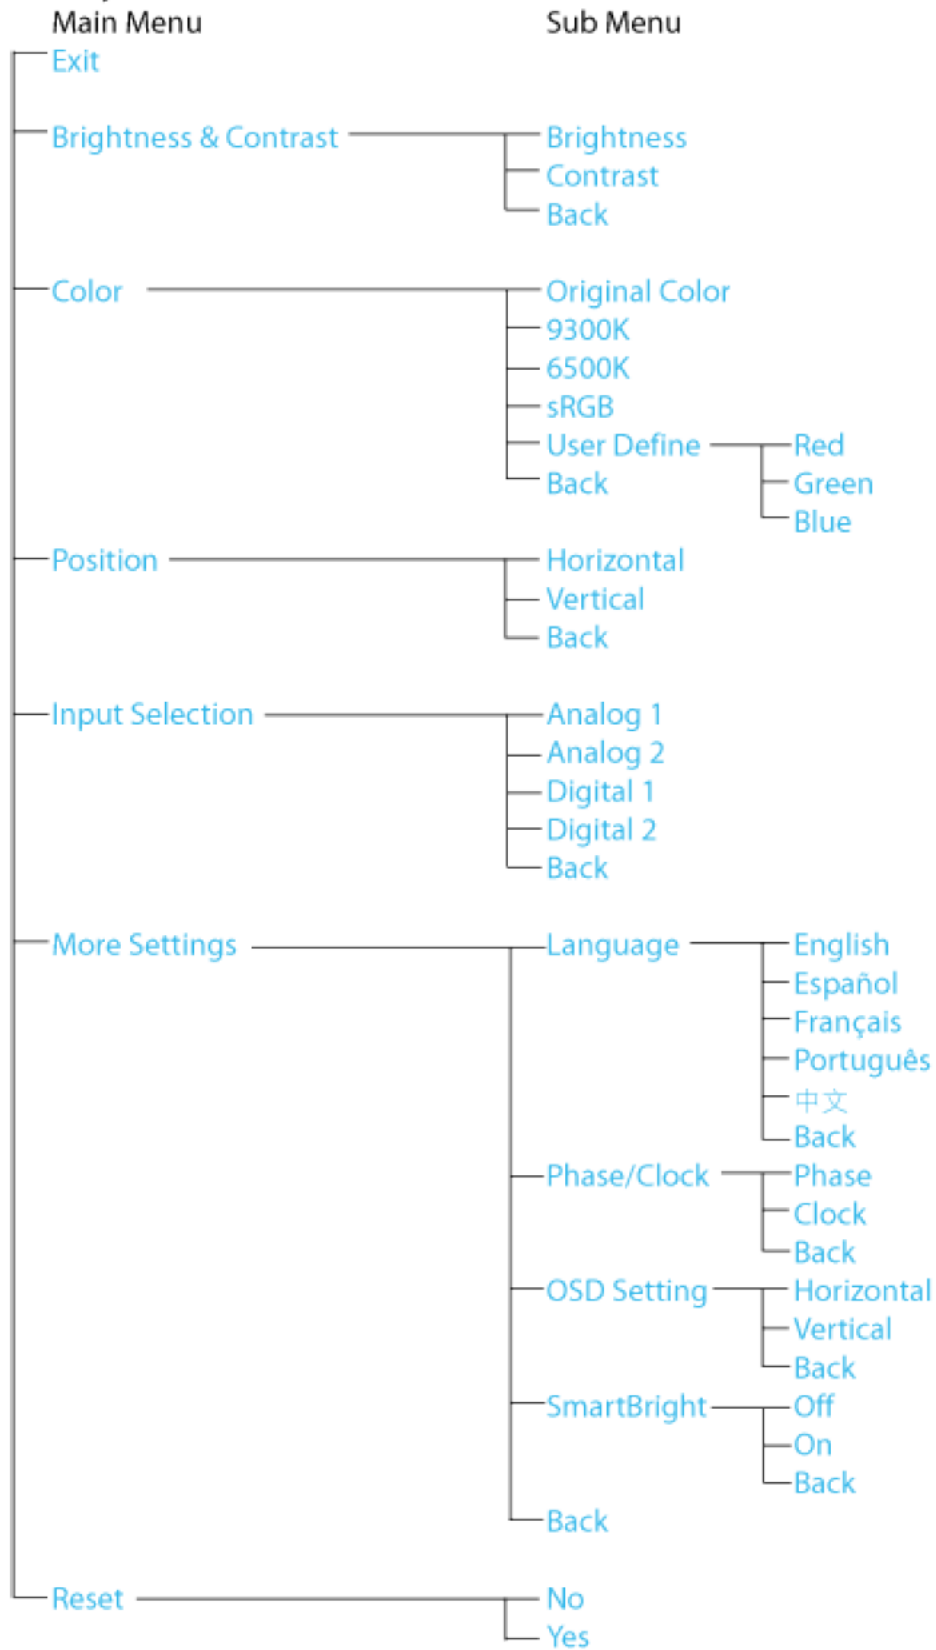 Main Menu Sub Menu
Exit
Brightness & Contrast Brightness
Contrast
Back
Color Original Color
9300K
6500K
sRGB
User Define Red
Back Green
Blue
Position Horizontal
Vertical
Back
Input Selection Analog 1
Analog 2
Digital 1
Digital 2
Back
More Settings Language English
Español
Français
Português
中文
Back
Phase/Clock Phase
Clock
Back
OSD Setting Horizontal
Vertical
Back
SmartBright Off
On
Back
Back
Reset No
Yes